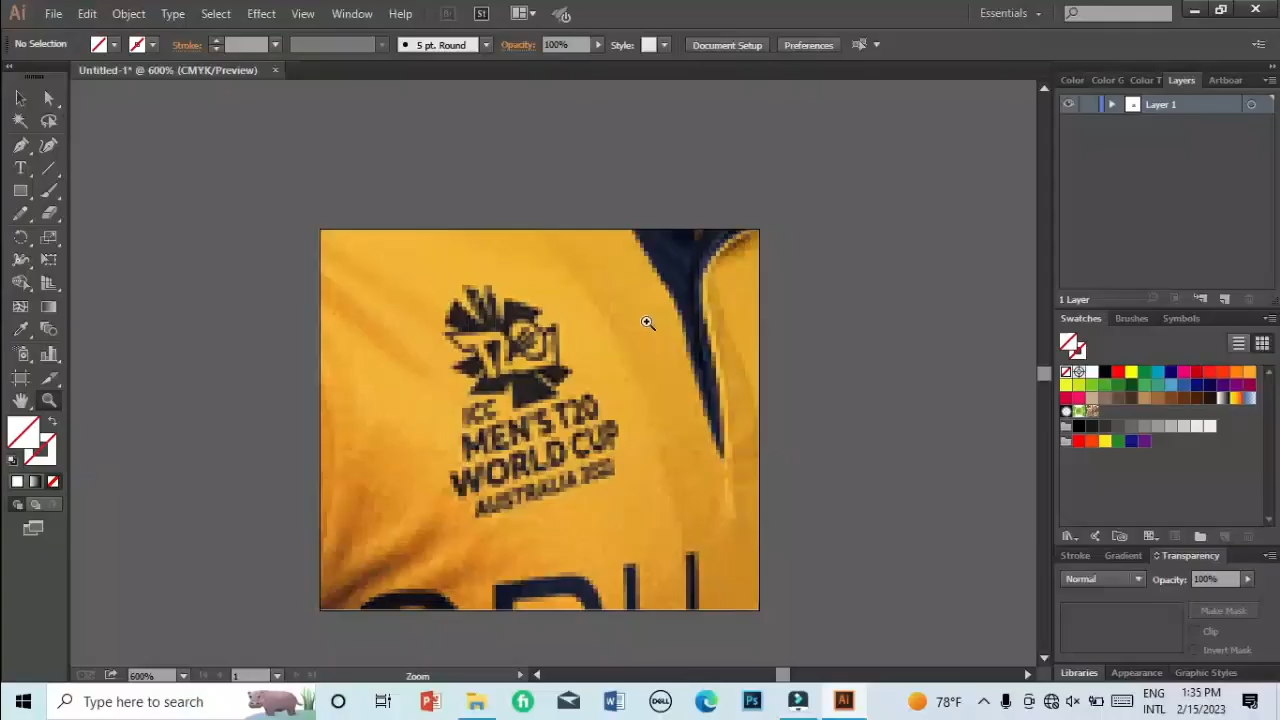 Ai File Edit Object Type Select Effect View Window Help Br St Essentials
No Selection Stroke: 5 pt. Round Opacity: 100% Style: Document Setup Preferences
Untitled-1* @ 600% (CMYK/Preview)
Color Color G Color T Layers Artboar
Layer 1
1 Layer
Swatches Brushes Symbols
ICC
MEN'S T20
WORLD CUP
AUSTRALIA
Stroke Gradient Transparency
Normal Opacity: 100%
Make Mask
Clip
Invert Mask
Libraries Appearance Graphic Styles
600% 1 Zoom
Type here to search
78°F ENG 1:35 PM
INTL 2/15/2023